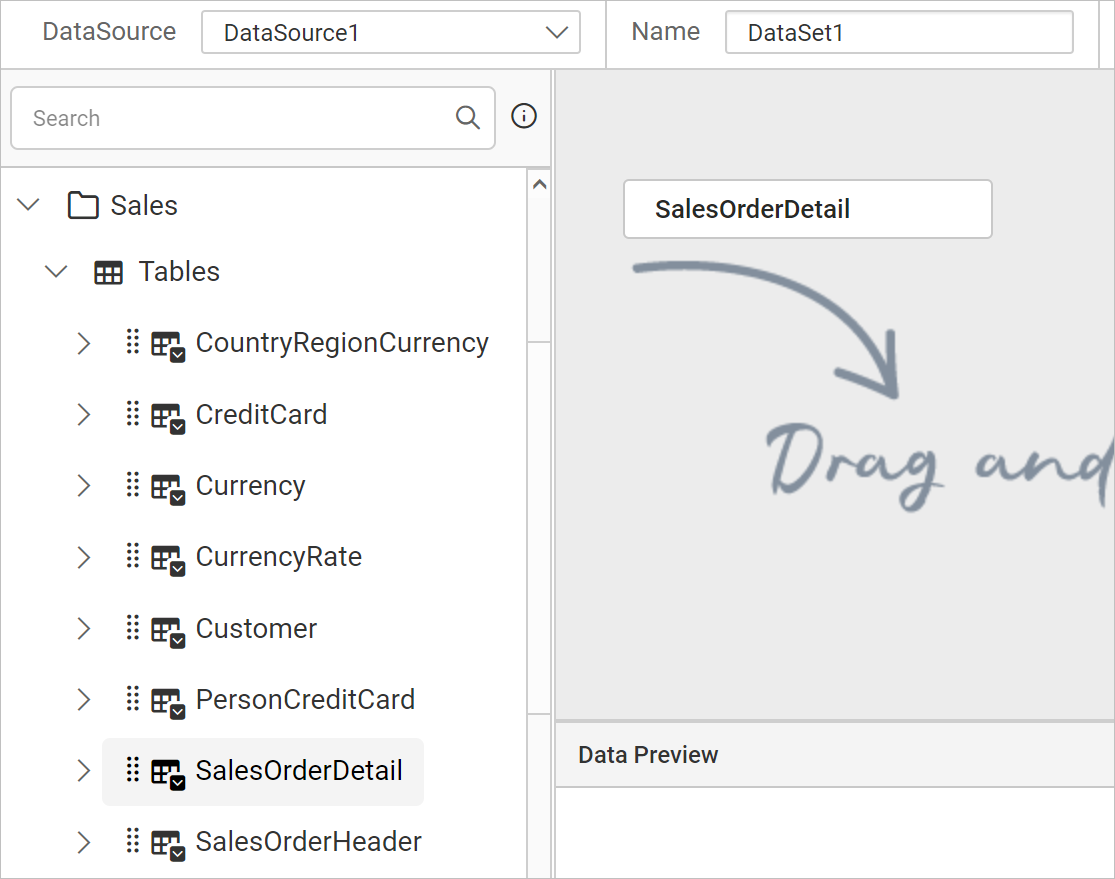 DataSource
DataSource1
Name
DataSet1
Search
Sales
Tables
CountryRegionCurrency
CreditCard
Currency
CurrencyRate
Customer
PersonCreditCard
SalesOrderDetail
SalesOrderHeader
SalesOrderDetail
Drag and
Data Preview